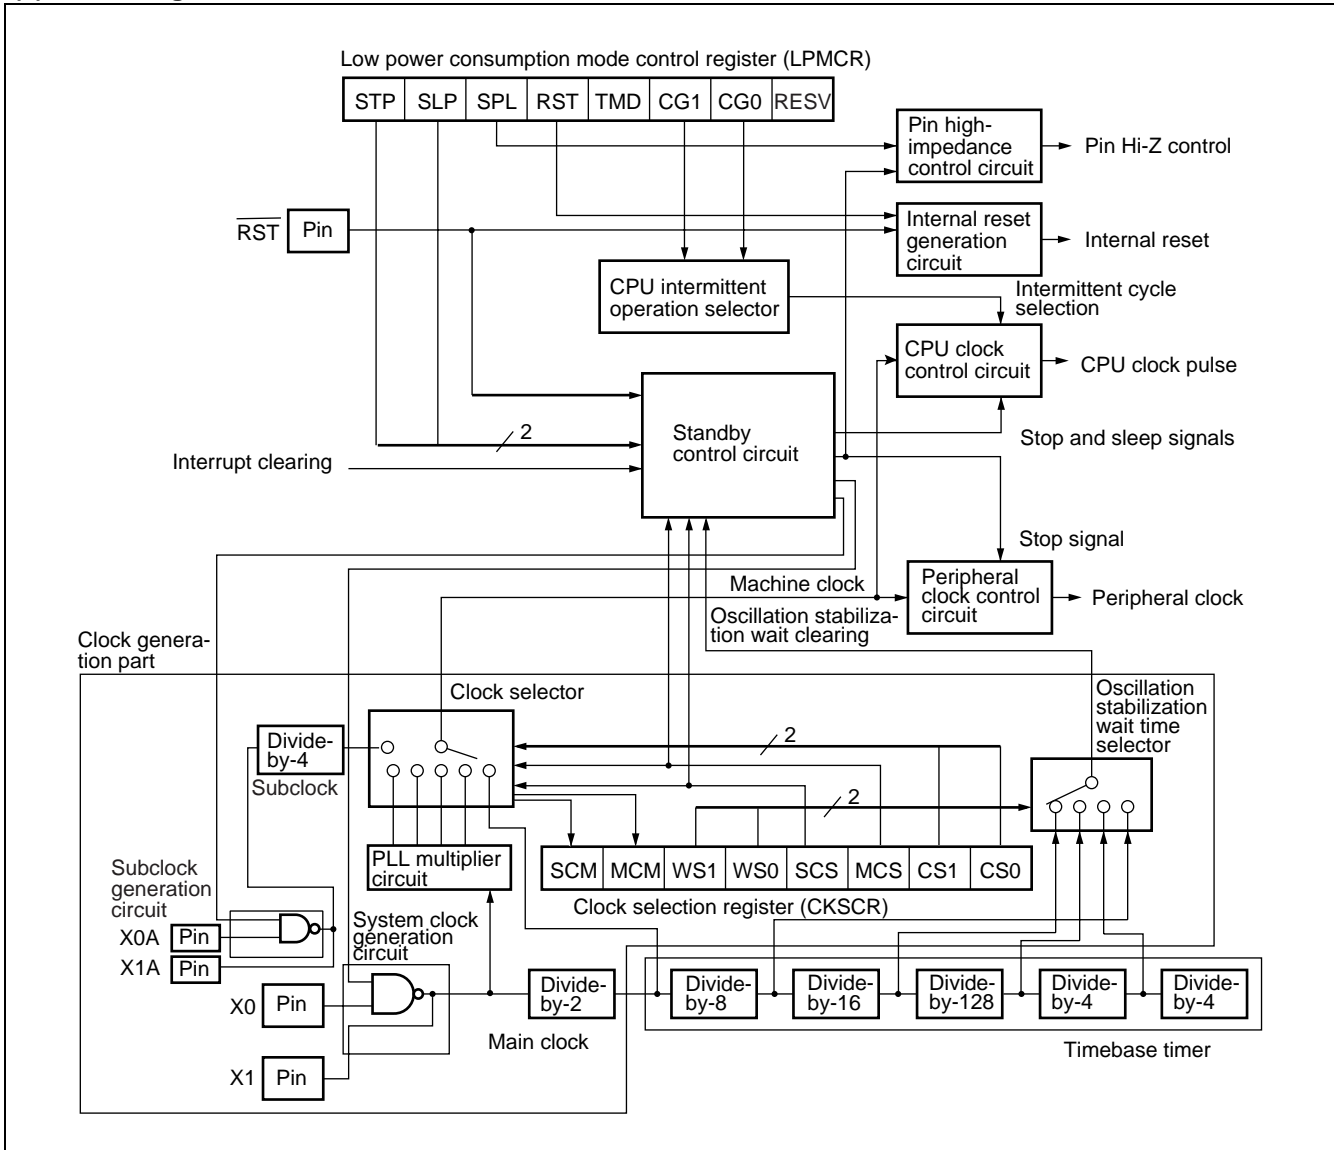 Low power consumption mode control register (LPMCR)
STP SLP SPL RST TMD CG1 CG0 RESV
Pin high-
impedance
control circuit
Pin Hi-Z control
RST
Pin
Internal reset
generation
circuit
Internal reset
CPU intermittent
operation selector
Intermittent cycle
selection
CPU clock
control circuit
CPU clock pulse
Standby
control circuit
2
Stop and sleep signals
Interrupt clearing
Stop signal
Machine clock
Peripheral
clock control
circuit
Peripheral clock
Oscillation stabiliza-
tion wait clearing
Clock genera-
tion part
Clock selector
Oscillation
stabilization
wait time
selector
Divide-
by-4
Subclock
2
2
PLL multiplier
circuit
SCM MCM WS1 WS0 SCS MCS CS1 CS0
Clock selection register (CKSCR)
Subclock
generation
circuit
X0A
Pin
X1A
Pin
System clock
generation
circuit
X0
Pin
X1
Pin
Main clock
Divide-
by-2
Divide-
by-8
Divide-
by-16
Divide-
by-128
Divide-
by-4
Divide-
by-4
Timebase timer